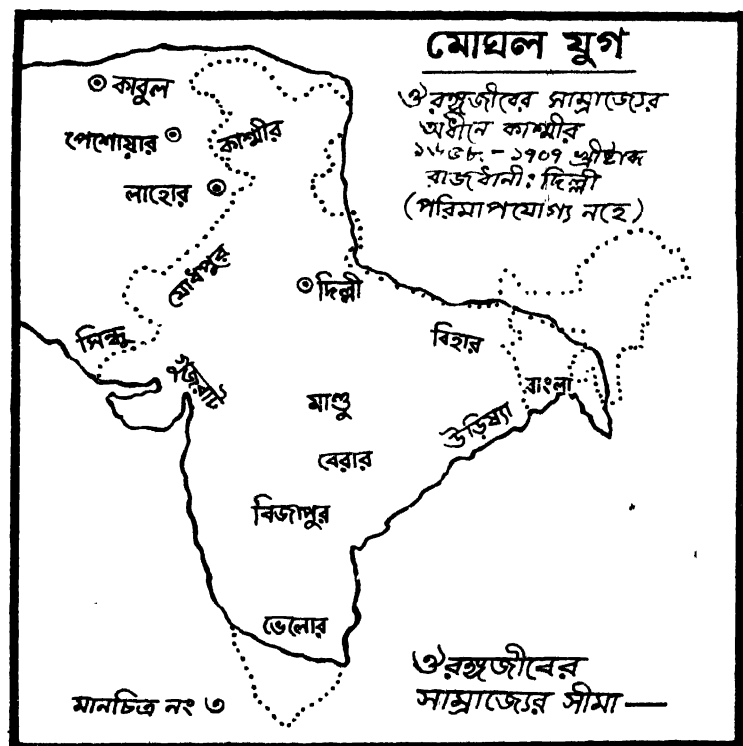 মোঘল যুগ
ঔরঙ্গজীবের সাম্রাজ্যের
অধীনে কাশ্মীর
১৬৫৮ - ১৭০৭ খ্রীষ্টাব্দ
রাজধানী: দিল্লী
(পরিমাপযোগ্য নহে)
কাবুল
পেশোয়ার
কাশ্মীর
লাহোর
যোধপুর
দিল্লী
সিন্ধু
গুঁজরাট
বিহার
বাংলা
মাণ্ডু
উড়িষ্যা
বেরার
বিজাপুর
ভেলোর
ঔরঙ্গজীবের
সাম্রাজ্যের সীমা —
মানচিত্র নং ৩